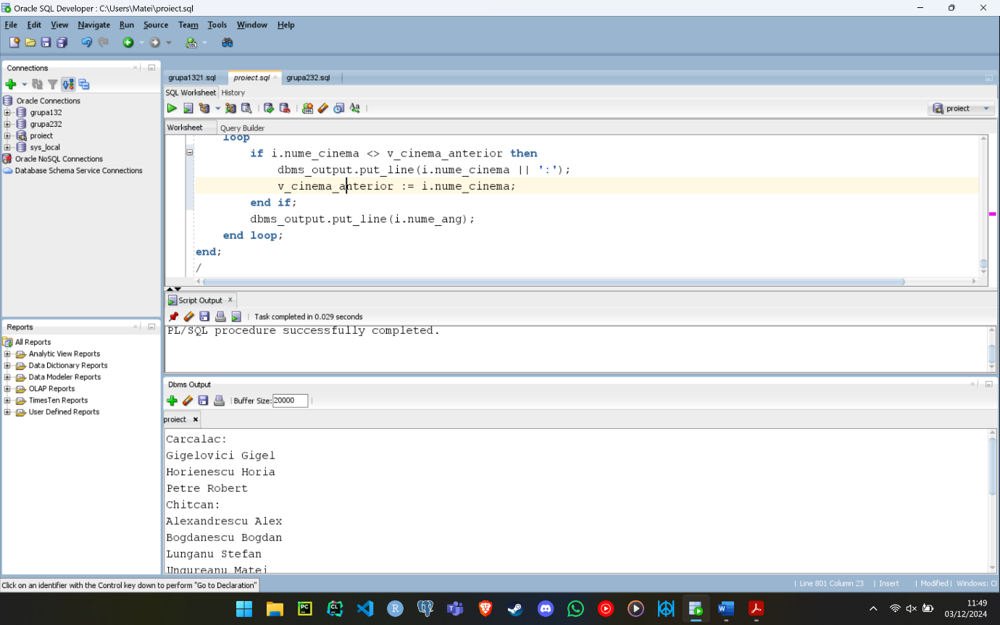 Oracle SQL Developer : C:\Users\Matei\proiect.sql
File Edit View Navigate Run Source Team Tools Window Help
Connections
Oracle Connections
grupa132
grupa232
proiect
sys_local
Oracle NoSQL Connections
Database Schema Service Connections
Reports
All Reports
Analytic View Reports
Data Dictionary Reports
Data Modeler Reports
OLAP Reports
TimesTen Reports
User Defined Reports
grupa1321.sql proiect.sql grupa232.sql
SQL Worksheet History
proiect
Worksheet Query Builder
loop
if i.nume_cinema <> v_cinema_anterior then
dbms_output.put_line(i.nume_cinema || ':');
v_cinema_anterior := i.nume_cinema;
end if;
dbms_output.put_line(i.nume_ang);
end loop;
end;
/
Script Output x
Task completed in 0.029 seconds
PL/SQL procedure successfully completed.
Dbms Output
Buffer Size: 20000
proiect
Carcalac:
Gigelovici Gigel
Horienescu Horia
Petre Robert
Chitcan:
Alexandrescu Alex
Bogdanescu Bogdan
Lunganu Stefan
Ungureanu Matei
Click on an identifier with the Control key down to perform "Go to Declaration"
| Line 801 Column 23 | Insert | Modified | Windows: Cl
PC CL R W
11:49
03/12/2024